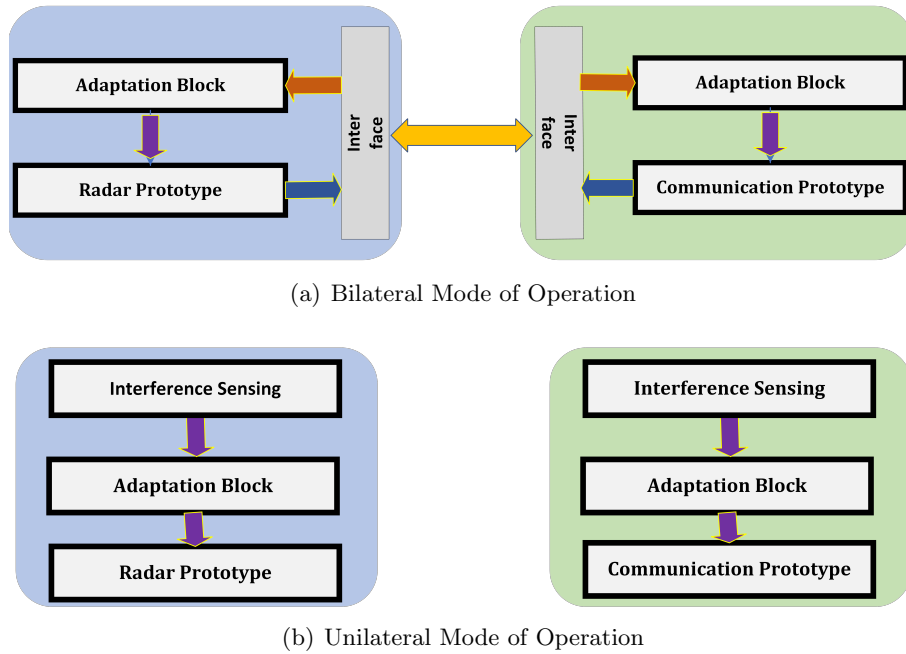 Adaptation Block
Radar Prototype
Inter
face
Inter
face
Adaptation Block
Communication Prototype
(a) Bilateral Mode of Operation
Interference Sensing
Adaptation Block
Radar Prototype
Interference Sensing
Adaptation Block
Communication Prototype
(b) Unilateral Mode of Operation